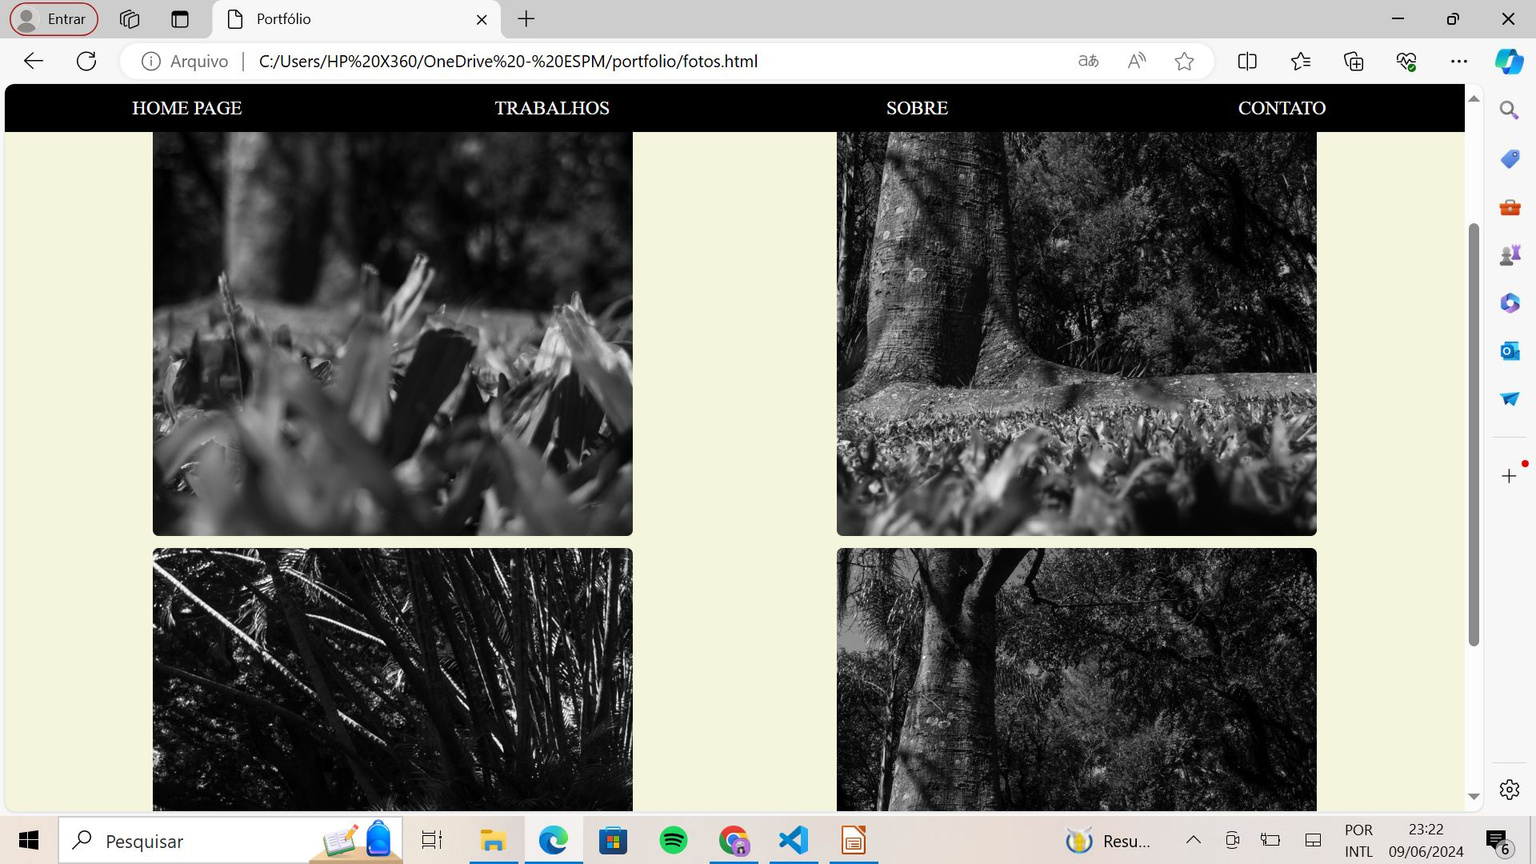 Entrar
Portfólio
Arquivo
C:/Users/HP%20X360/OneDrive%20-%20ESPM/portfolio/fotos.html
HOME PAGE
TRABALHOS
SOBRE
CONTATO
Pesquisar
Resu...
POR
INTL
23:22
09/06/2024
6